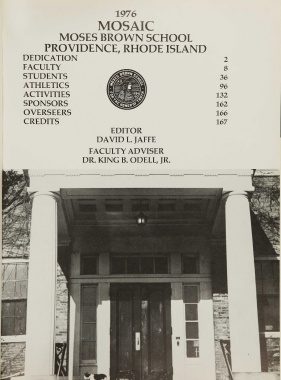 1976
MOSAIC
MOSES BROWN SCHOOL
PROVIDENCE, RHODE ISLAND
DEDICATION 2
FACULTY 8
STUDENTS 36
ATHLETICS 96
ACTIVITIES 132
SPONSORS 162
OVERSEERS 166
CREDITS 167
EDITOR
DAVID L. JAFFE
FACULTY ADVISER
DR. KING B. ODELL, JR.